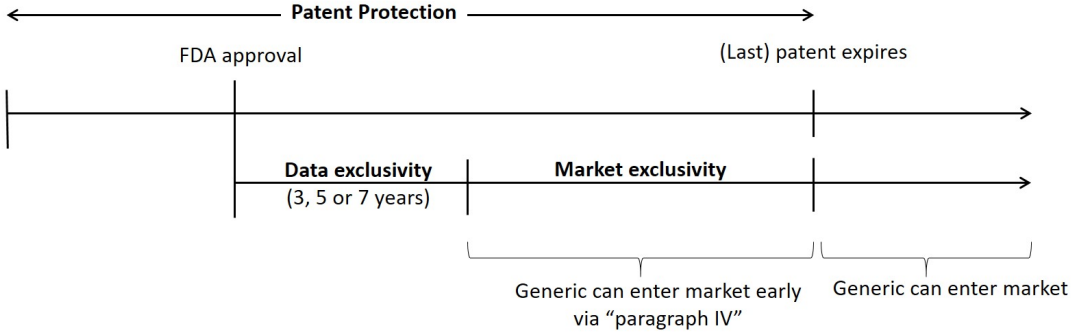 Patent Protection
FDA approval
(Last) patent expires
Data exclusivity
(3, 5 or 7 years)
Market exclusivity
Generic can enter market early
via “paragraph IV”
Generic can enter market